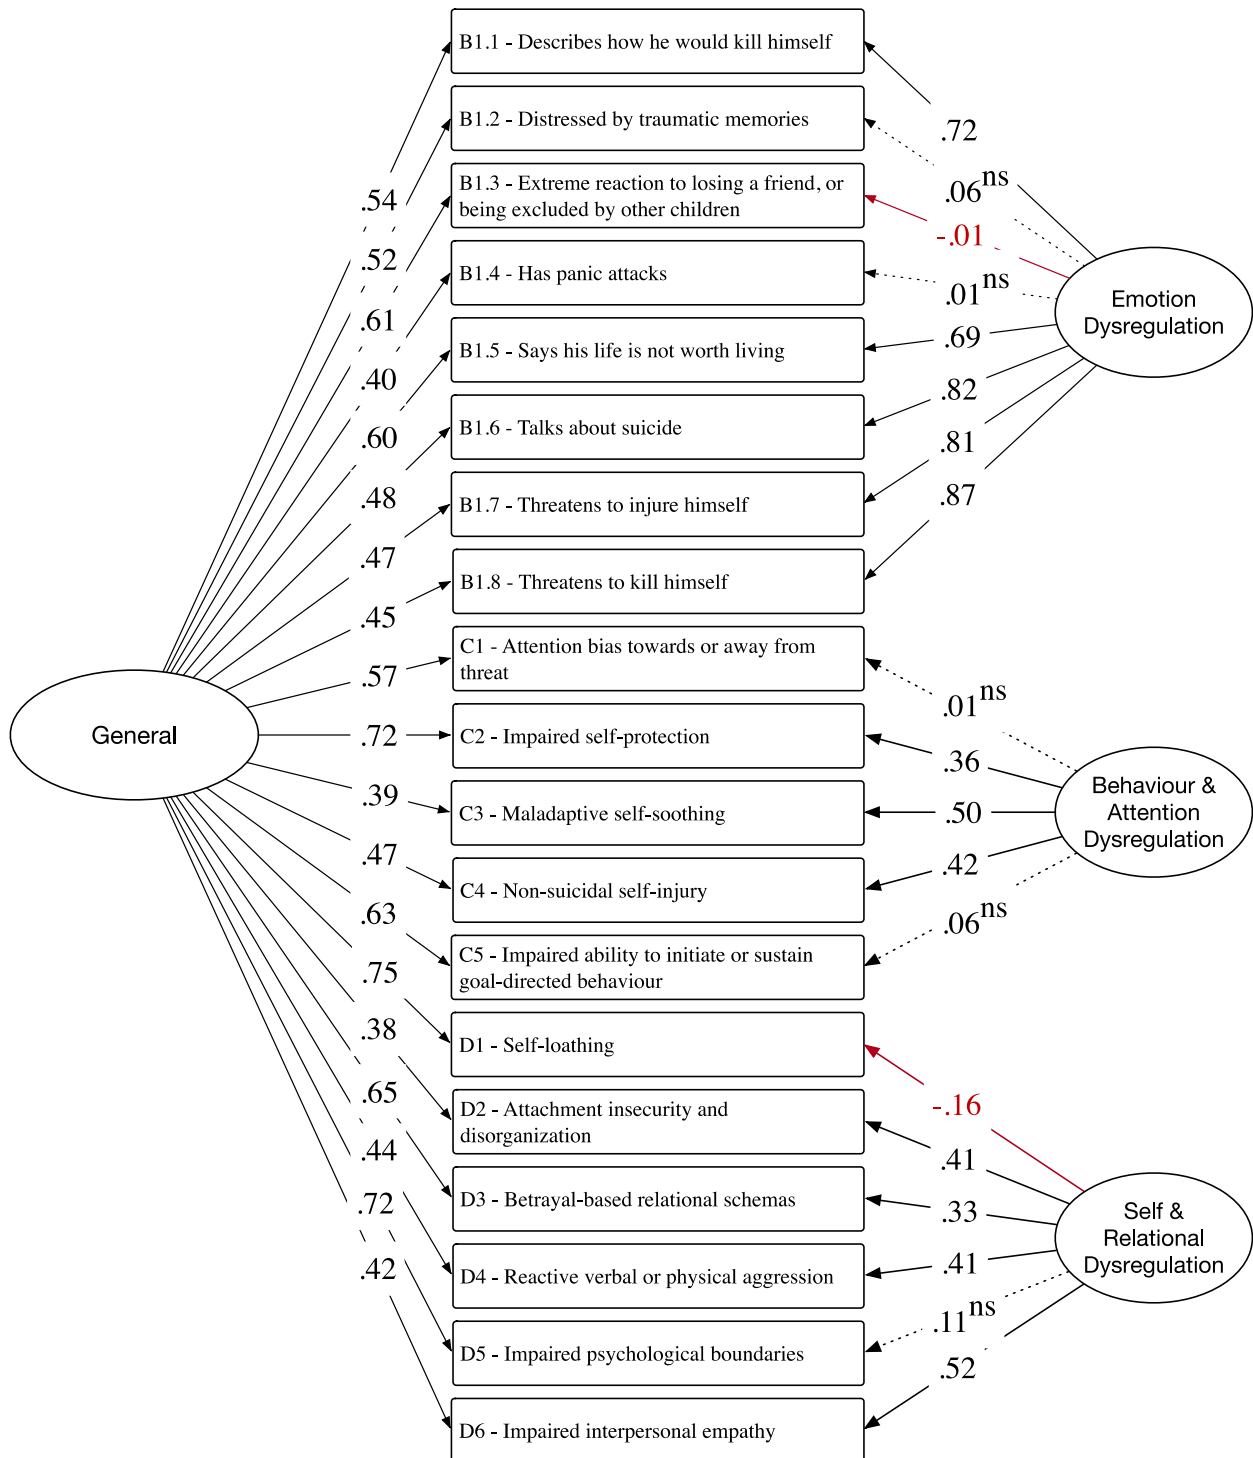 B1.1 - Describes how he would kill himself
B1.2 - Distressed by traumatic memories
B1.3 - Extreme reaction to losing a friend, or
being excluded by other children
B1.4 - Has panic attacks
B1.5 - Says his life is not worth living
B1.6 - Talks about suicide
B1.7 - Threatens to injure himself
B1.8 - Threatens to kill himself
C1 - Attention bias towards or away from
threat
C2 - Impaired self-protection
C3 - Maladaptive self-soothing
C4 - Non-suicidal self-injury
C5 - Impaired ability to initiate or sustain
goal-directed behaviour
D1 - Self-loathing
D2 - Attachment insecurity and
disorganization
D3 - Betrayal-based relational schemas
D4 - Reactive verbal or physical aggression
D5 - Impaired psychological boundaries
D6 - Impaired interpersonal empathy
General
.54
.52
.61
.40
.60
.48
.47
.45
.57
.72
.39
.47
.63
.75
.38
.65
.44
.72
.42
.72
.06ns
-.01
.01ns
.69
.82
.81
.87
Emotion
Dysregulation
.01ns
.36
.50
.42
.06ns
Behaviour &
Attention
Dysregulation
-.16
.41
.33
.41
.11ns
.52
Self &
Relational
Dysregulation